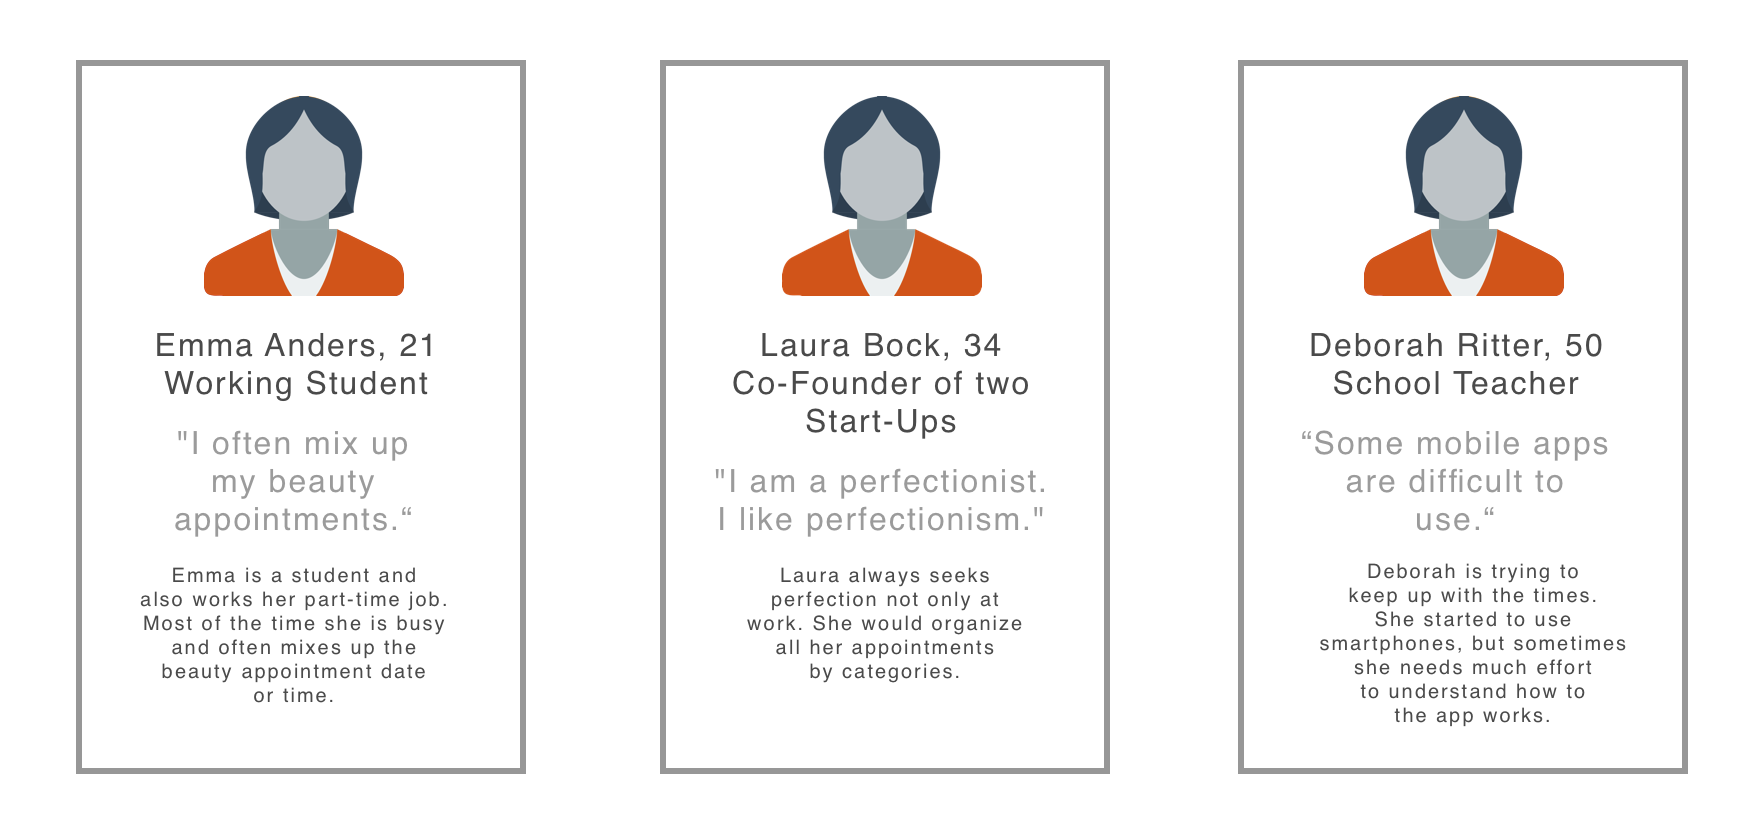 Emma Anders, 21
Working Student
"I often mix up
my beauty
appointments.“
Emma is a student and
also works her part-time job.
Most of the time she is busy
and often mixes up the
beauty appointment date
or time.
Laura Bock, 34
Co-Founder of two
Start-Ups
"I am a perfectionist.
I like perfectionism."
Laura always seeks
perfection not only at
work. She would organize
all her appointments
by categories.
Deborah Ritter, 50
School Teacher
“Some mobile apps
are difficult to
use.“
Deborah is trying to
keep up with the times.
She started to use
smartphones, but sometimes
she needs much effort
to understand how to
the app works.